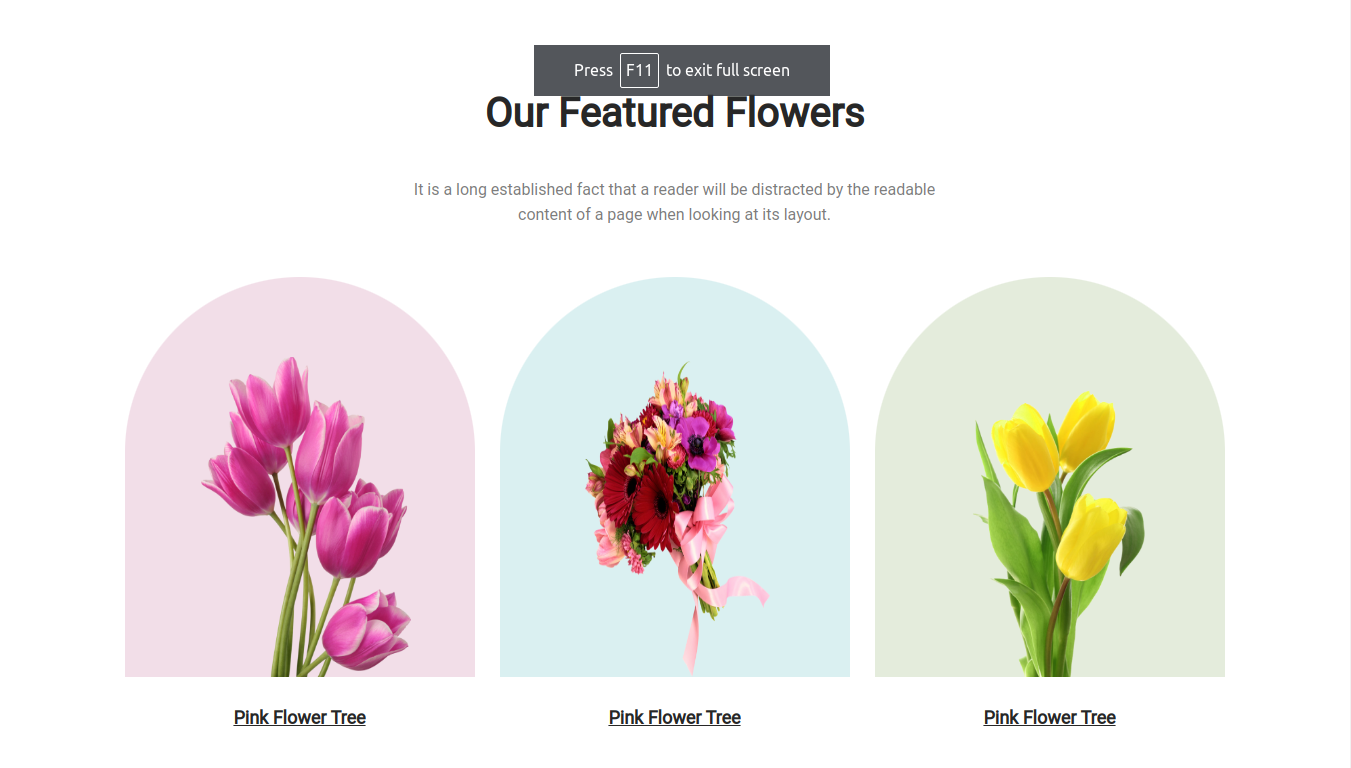 Press F11 to exit full screen
Our Featured Flowers
It is a long established fact that a reader will be distracted by the readable
content of a page when looking at its layout.
Pink Flower Tree
Pink Flower Tree
Pink Flower Tree